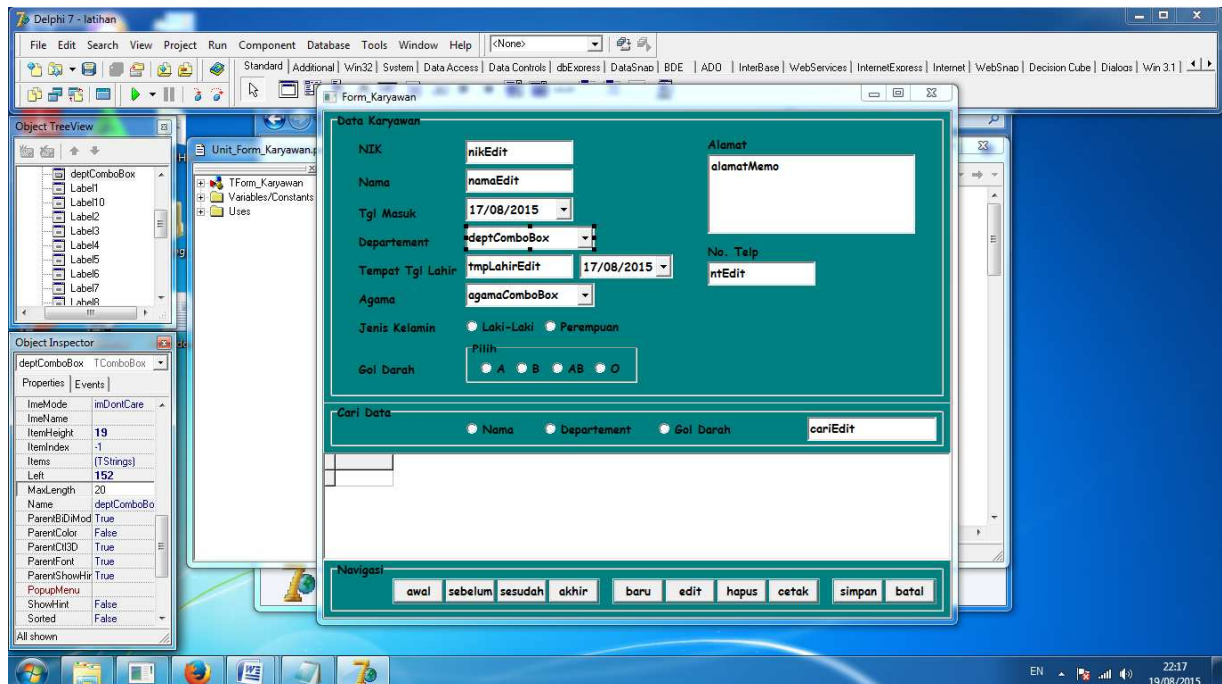 Delphi 7 - latihan
File Edit Search View Project Run Component Database Tools Window Help <None>
Standard Additional Win32 System Data Access Data Controls dbExpress DataSnap BDE ADO InterBase WebServices InternetExpress Internet WebSnap Decision Cube Dialogs Win 3.1
Object TreeView
deptComboBox
Label1
Label10
Label2
Label3
Label4
Label5
Label6
Label7
Label8
Object Inspector
deptComboBox TComboBox
Properties Events
ImeMode imDontCare
ImeName
ItemHeight 19
ItemIndex -1
Items (TStrings)
Left 152
MaxLength 20
Name deptComboBo
ParentBiDiMod True
ParentColor False
ParentCtl3D True
ParentFont True
ParentShowHir True
PopupMenu
ShowHint False
Sorted False
All shown
Unit_Form_Karyawan.p
TForm_Karyawan
Variables/Constants
Uses
Form_Karyawan
Data Karyawan
NIK nikEdit
Nama namaEdit
Tgl Masuk 17/08/2015
Departement deptComboBox
Tempat Tgl Lahir tmpLahirEdit 17/08/2015
Agama agamaComboBox
Jenis Kelamin Laki-Laki Perempuan
Pilih
Gol Darah A B AB O
Alamat
alamatMemo
No. Telp
ntEdit
Cari Data
Nama Departement Gol Darah cariEdit
Navigasi
awal sebelum sesudah akhir baru edit hapus cetak simpan batal
EN 22:17
19/08/2015